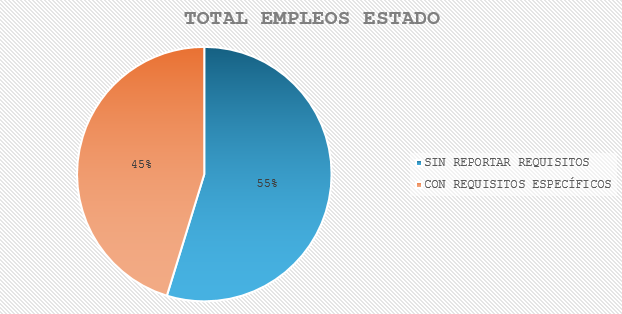 TOTAL EMPLEOS ESTADO
45%
55%
SIN REPORTAR REQUISITOS
CON REQUISITOS ESPECÍFICOS